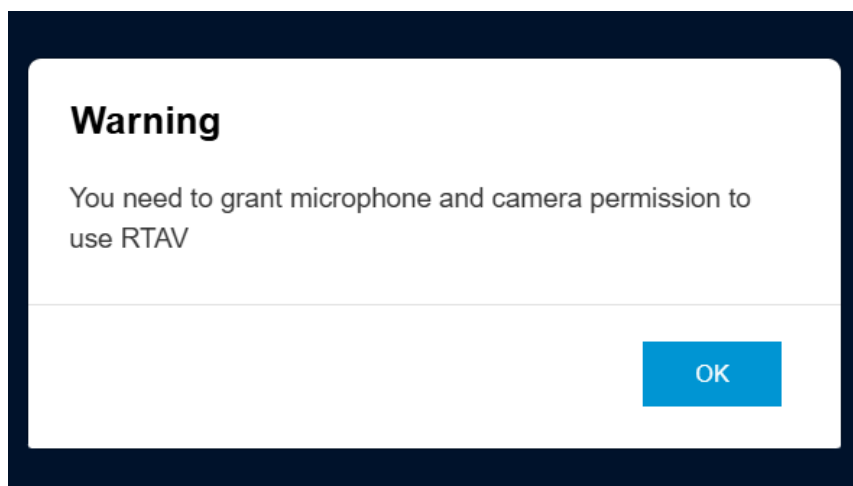 Warning
You need to grant microphone and camera permission to
use RTAV
OK